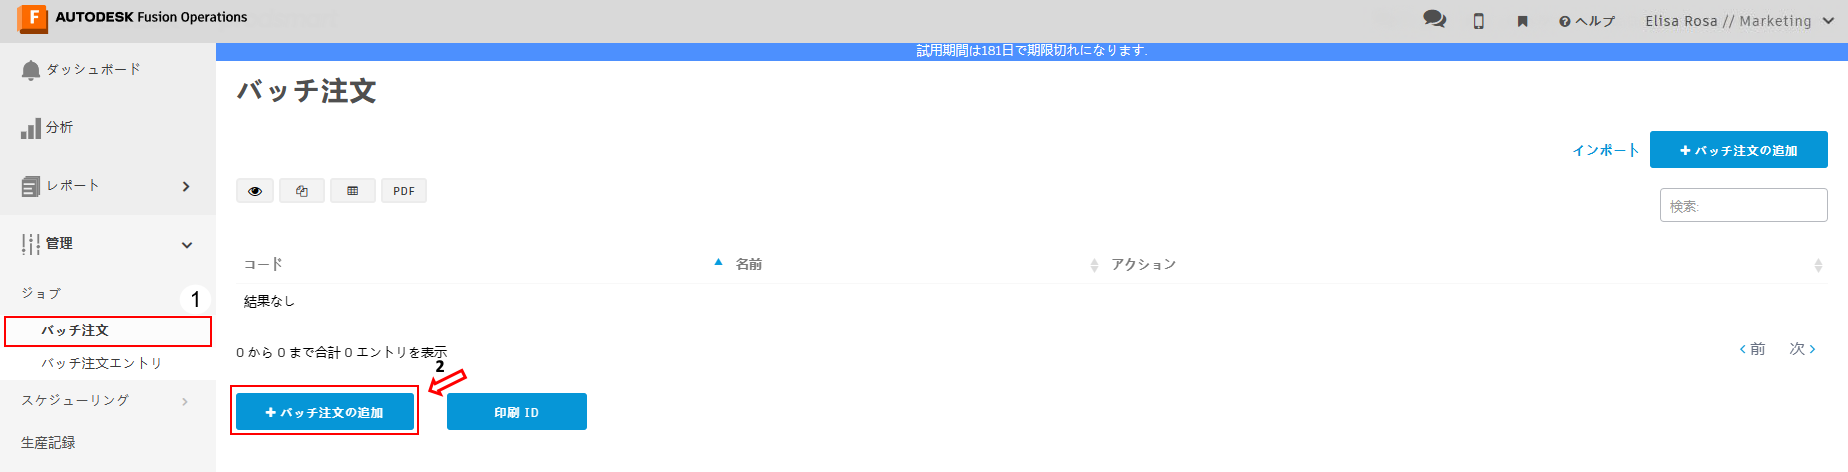 F AUTODESK Fusion Operations
ヘルプ Elisa Rosa // Marketing
試用期間は181日で期限切れになります.
ダッシュボード
分析
レポート
管理
ジョブ
1
バッチ注文
バッチ注文エントリ
スケジューリング
生産記録
バッチ注文
インポート + バッチ注文の追加
PDF
検索:
コード 名前 アクション
結果なし
0 から 0 まで合計 0 エントリを表示
< 前 次 >
2
+ バッチ注文の追加 印刷 ID